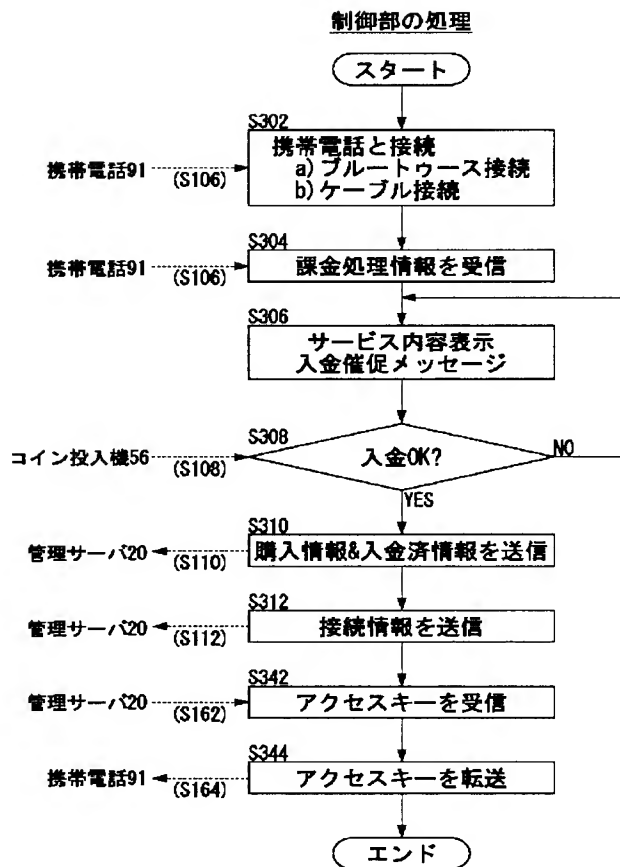 制御部の処理
スタート
S302
携帯電話と接続
a)ブルートゥース接続
b)ケーブル接続
携帯電話91
(S106)
S304
課金処理情報を受信
携帯電話91
(S106)
S306
サービス内容表示
入金催促メッセージ
S308
入金OK?
NO
コイン投入機56
(S108)
YES
S310
購入情報&入金済情報を送信
管理サーバ20
(S110)
S312
接続情報を送信
管理サーバ20
(S112)
S342
アクセスキーを受信
管理サーバ20
(S162)
S344
アクセスキーを転送
携帯電話91
(S164)
エンド